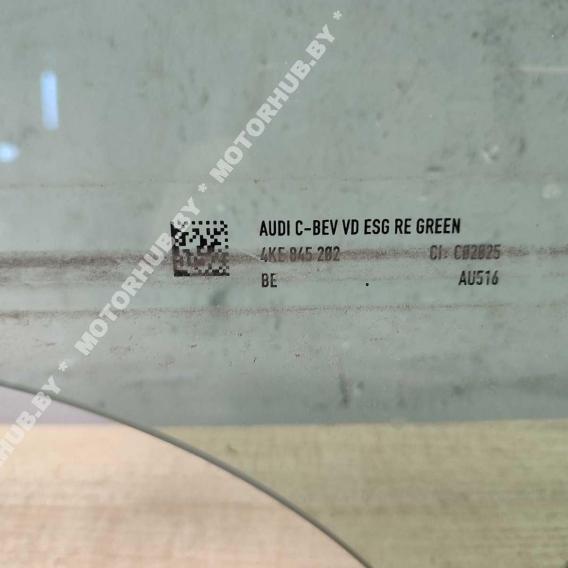 AUDI C-BEV VD ESG RE GREEN
4KE 845 202 CI: C02025
BE . AU516
* MOTORHUB.BY * MOTORHUB.BY *
MOTORHUB.BY *